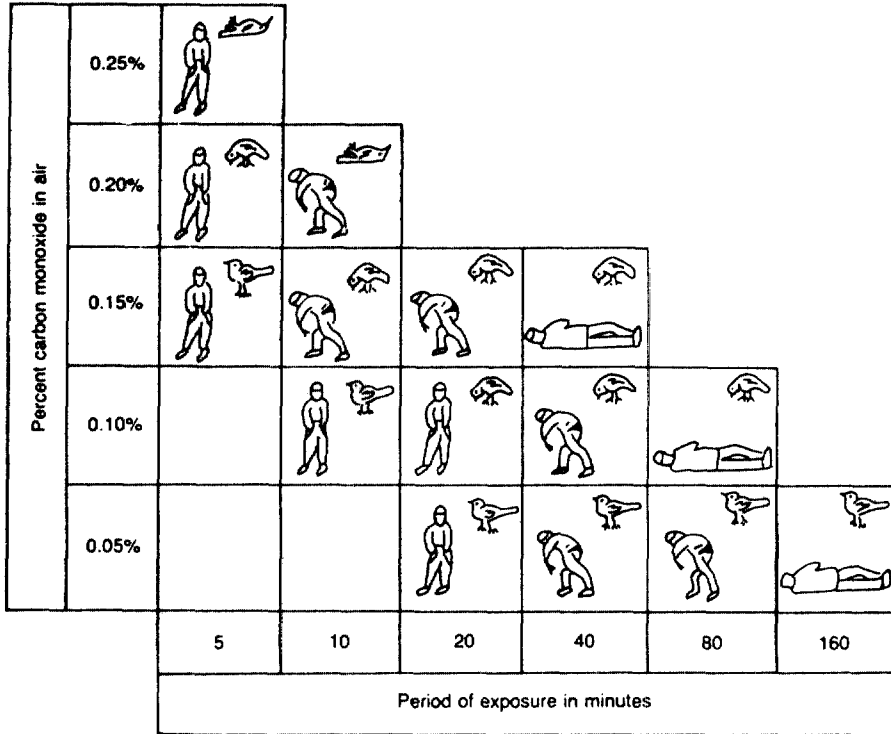 Percent carbon monoxide in air
0.25%
0.20%
0.15%
0.10%
0.05%
5 10 20 40 80 160
Period of exposure in minutes